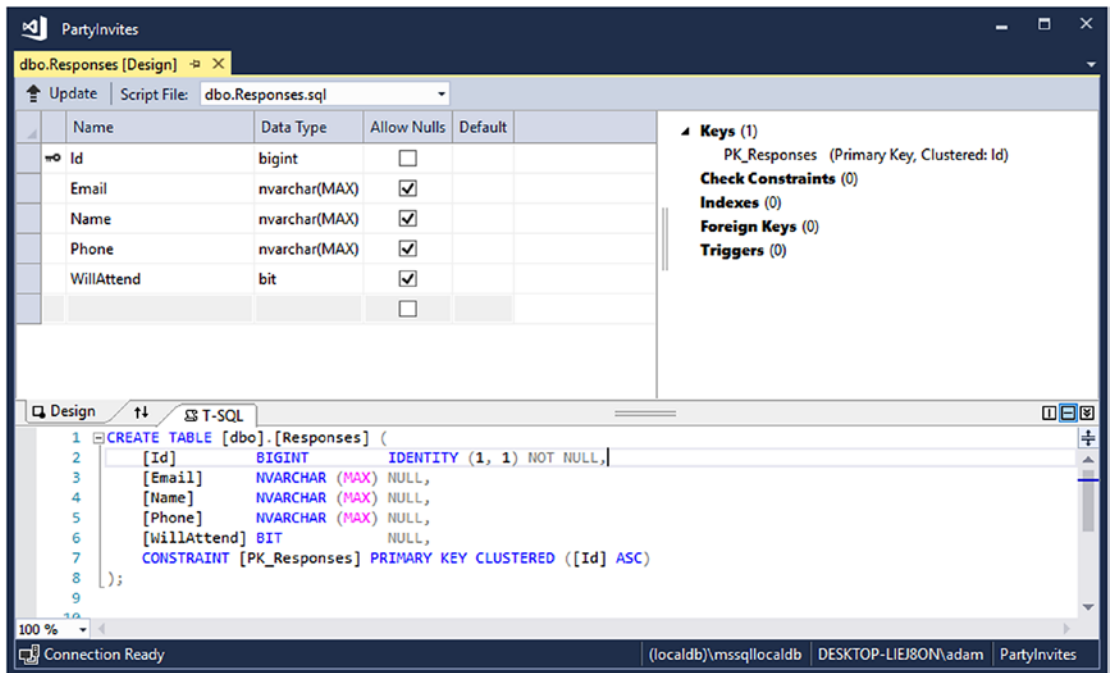 PartyInvites
dbo.Responses [Design]
Update Script File: dbo.Responses.sql
Name Data Type Allow Nulls Default
Id bigint
Email nvarchar(MAX)
Name nvarchar(MAX)
Phone nvarchar(MAX)
WillAttend bit
Keys (1)
PK_Responses (Primary Key, Clustered: Id)
Check Constraints (0)
Indexes (0)
Foreign Keys (0)
Triggers (0)
Design T-SQL
1 CREATE TABLE [dbo].[Responses] (
2 [Id] BIGINT IDENTITY (1, 1) NOT NULL,
3 [Email] NVARCHAR (MAX) NULL,
4 [Name] NVARCHAR (MAX) NULL,
5 [Phone] NVARCHAR (MAX) NULL,
6 [WillAttend] BIT NULL,
7 CONSTRAINT [PK_Responses] PRIMARY KEY CLUSTERED ([Id] ASC)
8 );
9
10
100 %
Connection Ready (localdb)\mssqllocaldb DESKTOP-LIEJ8ON\adam PartyInvites